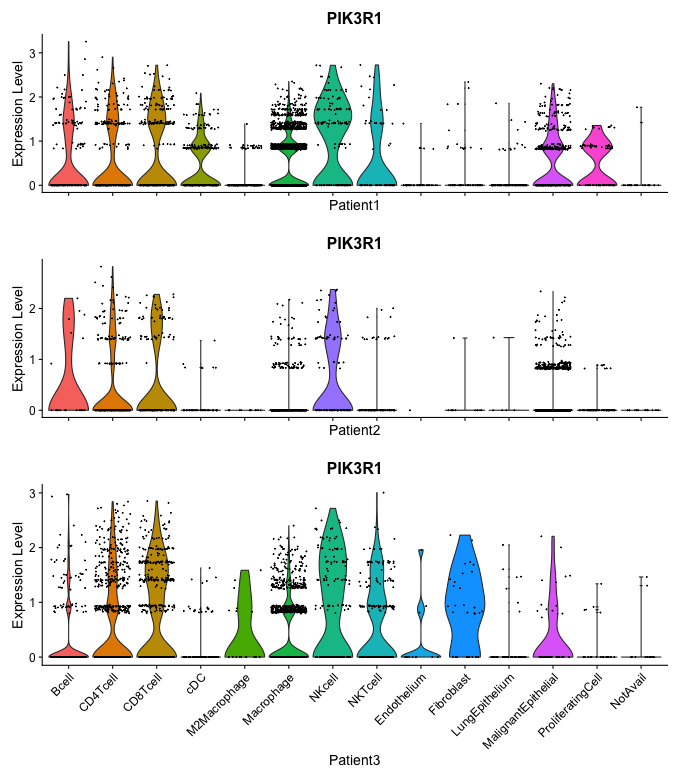 PIK3R1
Expression Level
3
2
1
0
Patient1
PIK3R1
Expression Level
2
1
0
Patient2
PIK3R1
Expression Level
3
2
1
0
Bcell
CD4Tcell
CD8Tcell
cDC
M2Macrophage
Macrophage
NKcell
NKTcell
Endothelium
Fibroblast
LungEpithelium
MalignantEpithelial
ProliferatingCell
NotAvail
Patient3